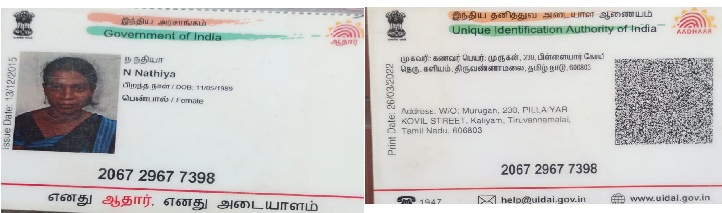 இந்திய அரசாங்கம்
Government of India
ஆதார்
Issue Date: 13/12/2015
ந நதியா
N Nathiya
பிறந்த நாள் / DOB: 11/05/1989
பெண்பால் / Female
2067 2967 7398
எனது ஆதார், எனது அடையாளம்
இந்திய தனித்துவ அடையாள ஆணையம்
Unique Identification Authority of India
AADHAAR
Print Date: 26/03/2022
முகவரி: கணவர் பெயர்: முருகன், 230, பிள்ளையார் கோயில்
தெரு, களியம், திருவண்ணாமலை, தமிழ் நாடு, 606803
Address: W/O: Murugan, 230, PILLAIYAR
KOVIL STREET, Kaliyam, Tiruvannamalai,
Tamil Nadu, 606803
2067 2967 7398
1947
help@uidai.gov.in
www.uidai.gov.in